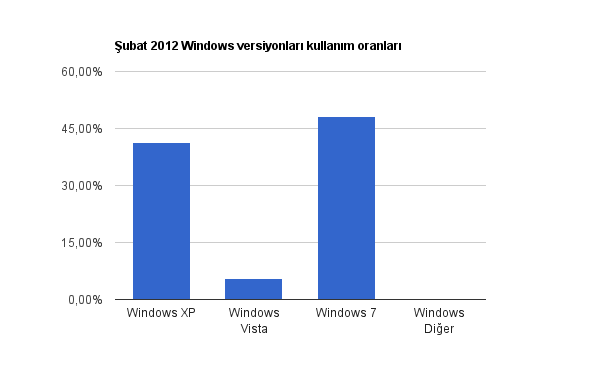 Şubat 2012 Windows versiyonları kullanım oranları
60,00%
45,00%
30,00%
15,00%
0,00%
Windows XP
Windows
Vista
Windows 7
Windows
Diğer